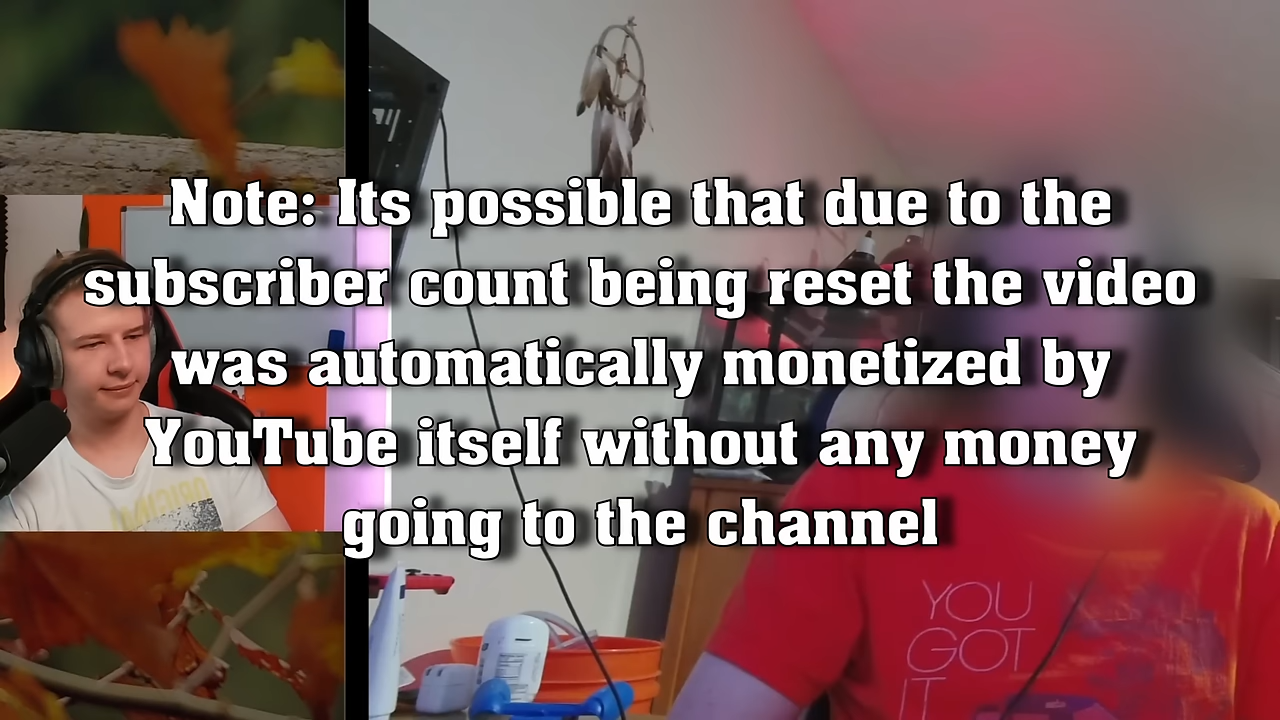 Note: Its possible that due to the
subscriber count being reset the video
was automatically monetized by
YouTube itself without any money
going to the channel
YOU
GOT
IT